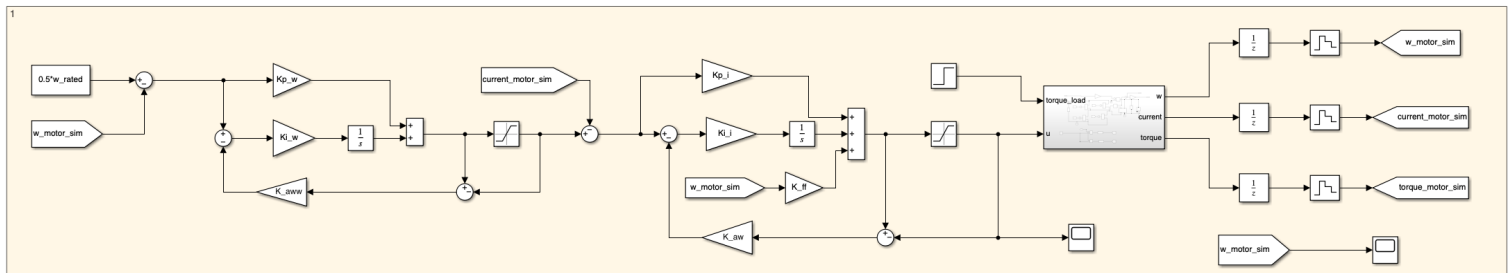 1
0.5*w_rated
w_motor_sim
Kp_w
Ki_w
1
s
K_aww
current_motor_sim
Kp_i
Ki_i
1
s
w_motor_sim
K_ff
K_aw
torque_load
u
w
current
torque
1
z
w_motor_sim
1
z
current_motor_sim
1
z
torque_motor_sim
w_motor_sim